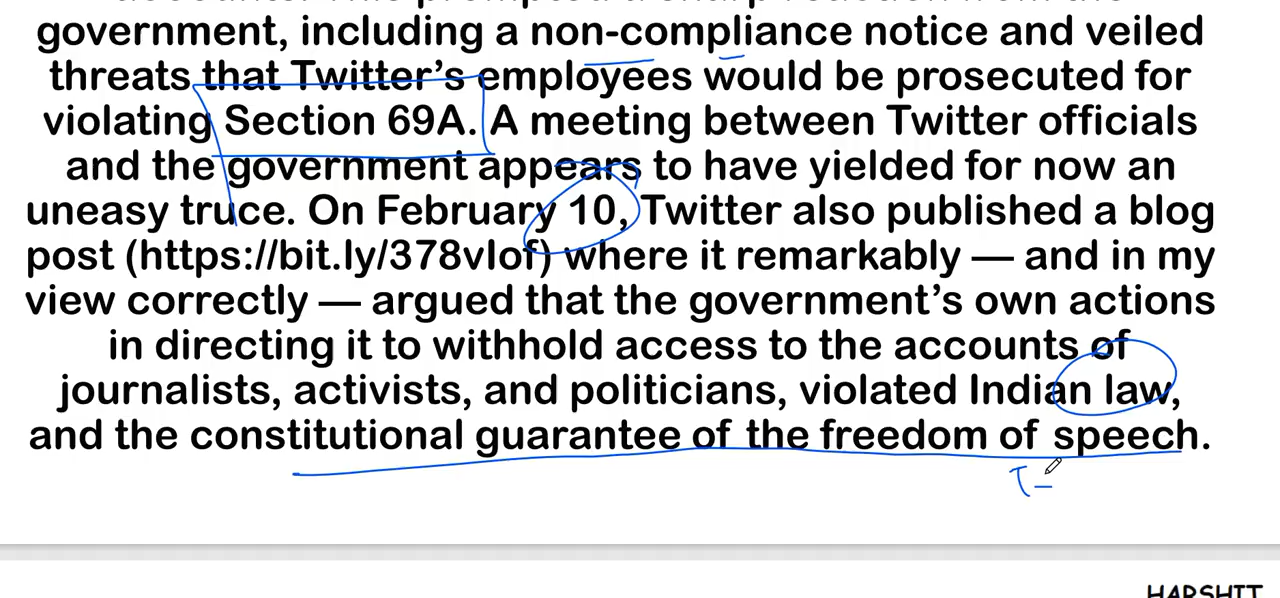 government, including a non-compliance notice and veiled
threats that Twitter's employees would be prosecuted for
violating Section 69A. A meeting between Twitter officials
and the government appears to have yielded for now an
uneasy truce. On February 10, Twitter also published a blog
post (https://bit.ly/378vlof) where it remarkably — and in my
view correctly — argued that the government's own actions
in directing it to withhold access to the accounts of
journalists, activists, and politicians, violated Indian law,
and the constitutional guarantee of the freedom of speech.
HARSHIT